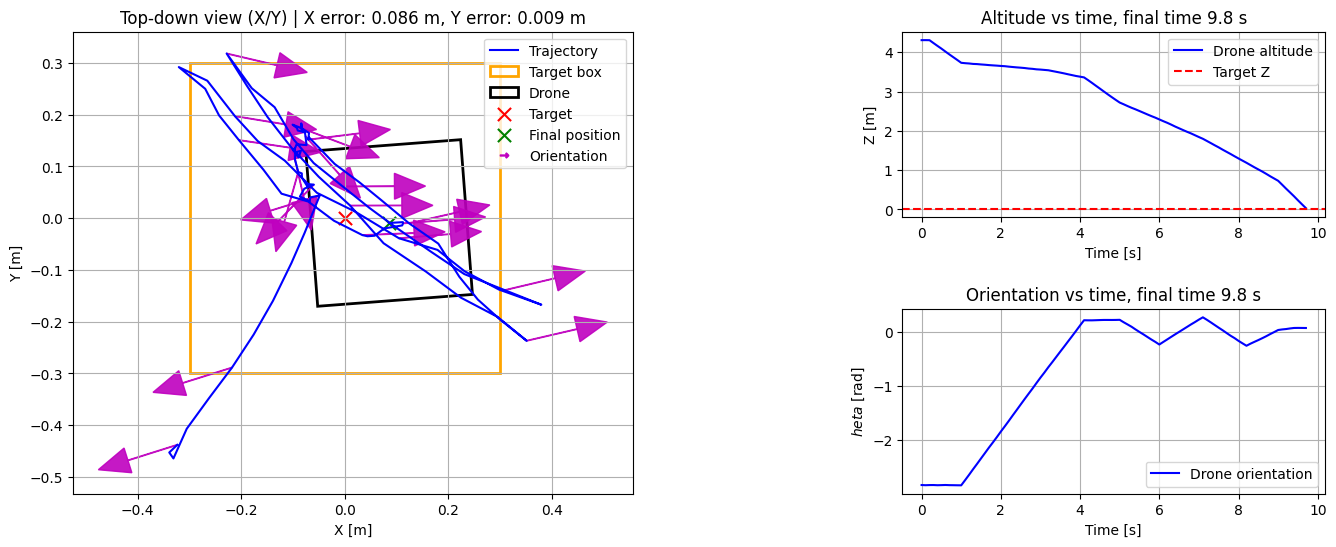 Top-down view (X/Y) | X error: 0.086 m, Y error: 0.009 m
Trajectory
Target box
Drone
Target
Final position
Orientation
0.3
0.2
0.1
0.0
−0.1
−0.2
−0.3
−0.4
−0.5
Y [m]
−0.4
−0.2
0.0
0.2
0.4
X [m]
Altitude vs time, final time 9.8 s
Drone altitude
Target Z
4
3
2
1
0
Z [m]
0
2
4
6
8
10
Time [s]
Orientation vs time, final time 9.8 s
0
−1
−2
heta [rad]
Drone orientation
0
2
4
6
8
10
Time [s]